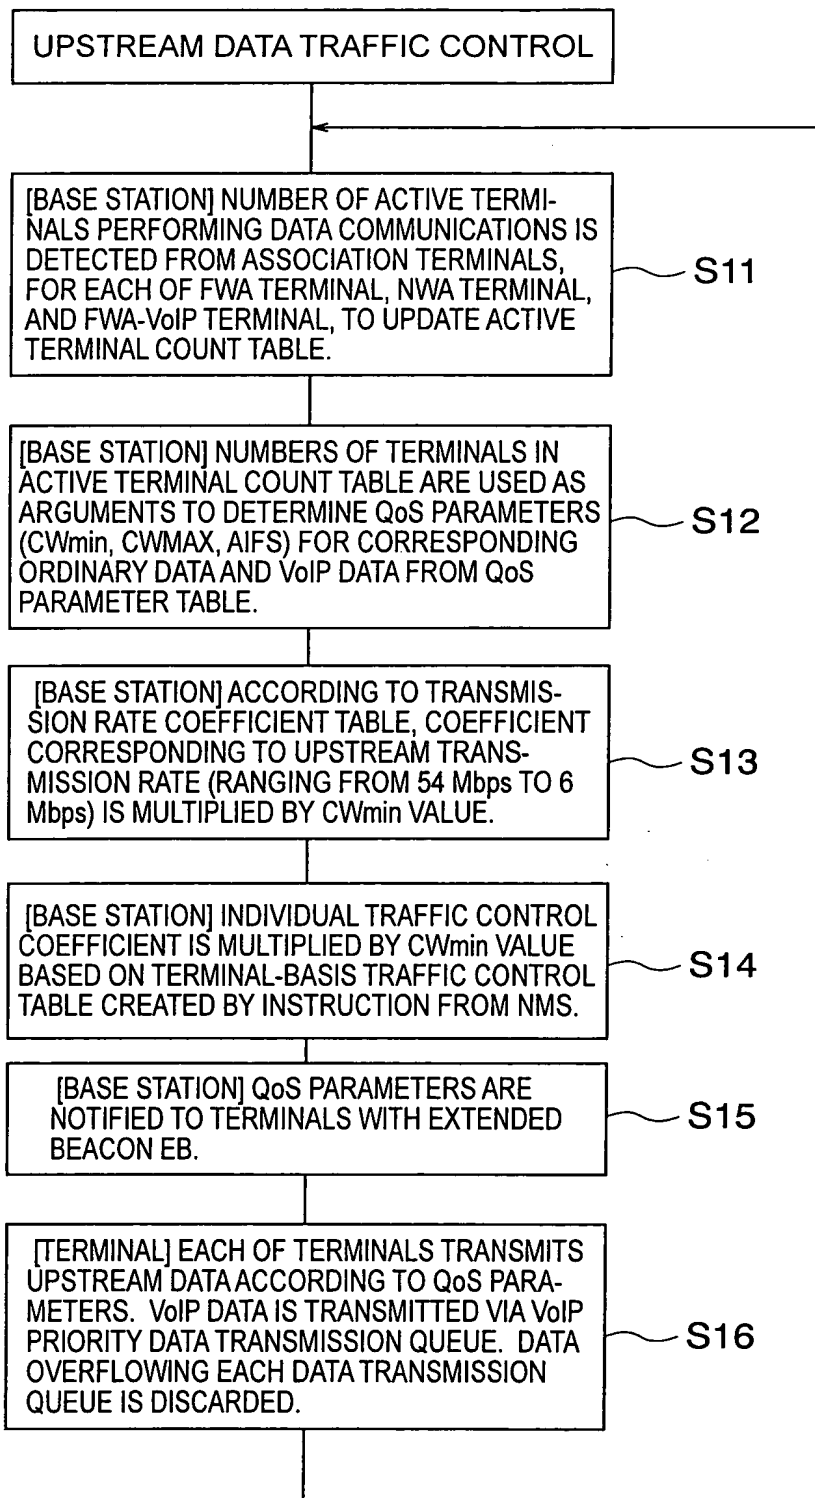 UPSTREAM DATA TRAFFIC CONTROL
[BASE STATION] NUMBER OF ACTIVE TERMI-
NALS PERFORMING DATA COMMUNICATIONS IS
DETECTED FROM ASSOCIATION TERMINALS,
FOR EACH OF FWA TERMINAL, NWA TERMINAL,
AND FWA-VoIP TERMINAL, TO UPDATE ACTIVE
TERMINAL COUNT TABLE.
S11
[BASE STATION] NUMBERS OF TERMINALS IN
ACTIVE TERMINAL COUNT TABLE ARE USED AS
ARGUMENTS TO DETERMINE QoS PARAMETERS
(CWmin, CWMAX, AIFS) FOR CORRESPONDING
ORDINARY DATA AND VoIP DATA FROM QoS
PARAMETER TABLE.
S12
[BASE STATION] ACCORDING TO TRANSMIS-
SION RATE COEFFICIENT TABLE, COEFFICIENT
CORRESPONDING TO UPSTREAM TRANS-
MISSION RATE (RANGING FROM 54 Mbps TO 6
Mbps) IS MULTIPLIED BY CWmin VALUE.
S13
[BASE STATION] INDIVIDUAL TRAFFIC CONTROL
COEFFICIENT IS MULTIPLIED BY CWmin VALUE
BASED ON TERMINAL-BASIS TRAFFIC CONTROL
TABLE CREATED BY INSTRUCTION FROM NMS.
S14
[BASE STATION] QoS PARAMETERS ARE
NOTIFIED TO TERMINALS WITH EXTENDED
BEACON EB.
S15
[TERMINAL] EACH OF TERMINALS TRANSMITS
UPSTREAM DATA ACCORDING TO QoS PARA-
METERS. VoIP DATA IS TRANSMITTED VIA VoIP
PRIORITY DATA TRANSMISSION QUEUE. DATA
OVERFLOWING EACH DATA TRANSMISSION
QUEUE IS DISCARDED.
S16